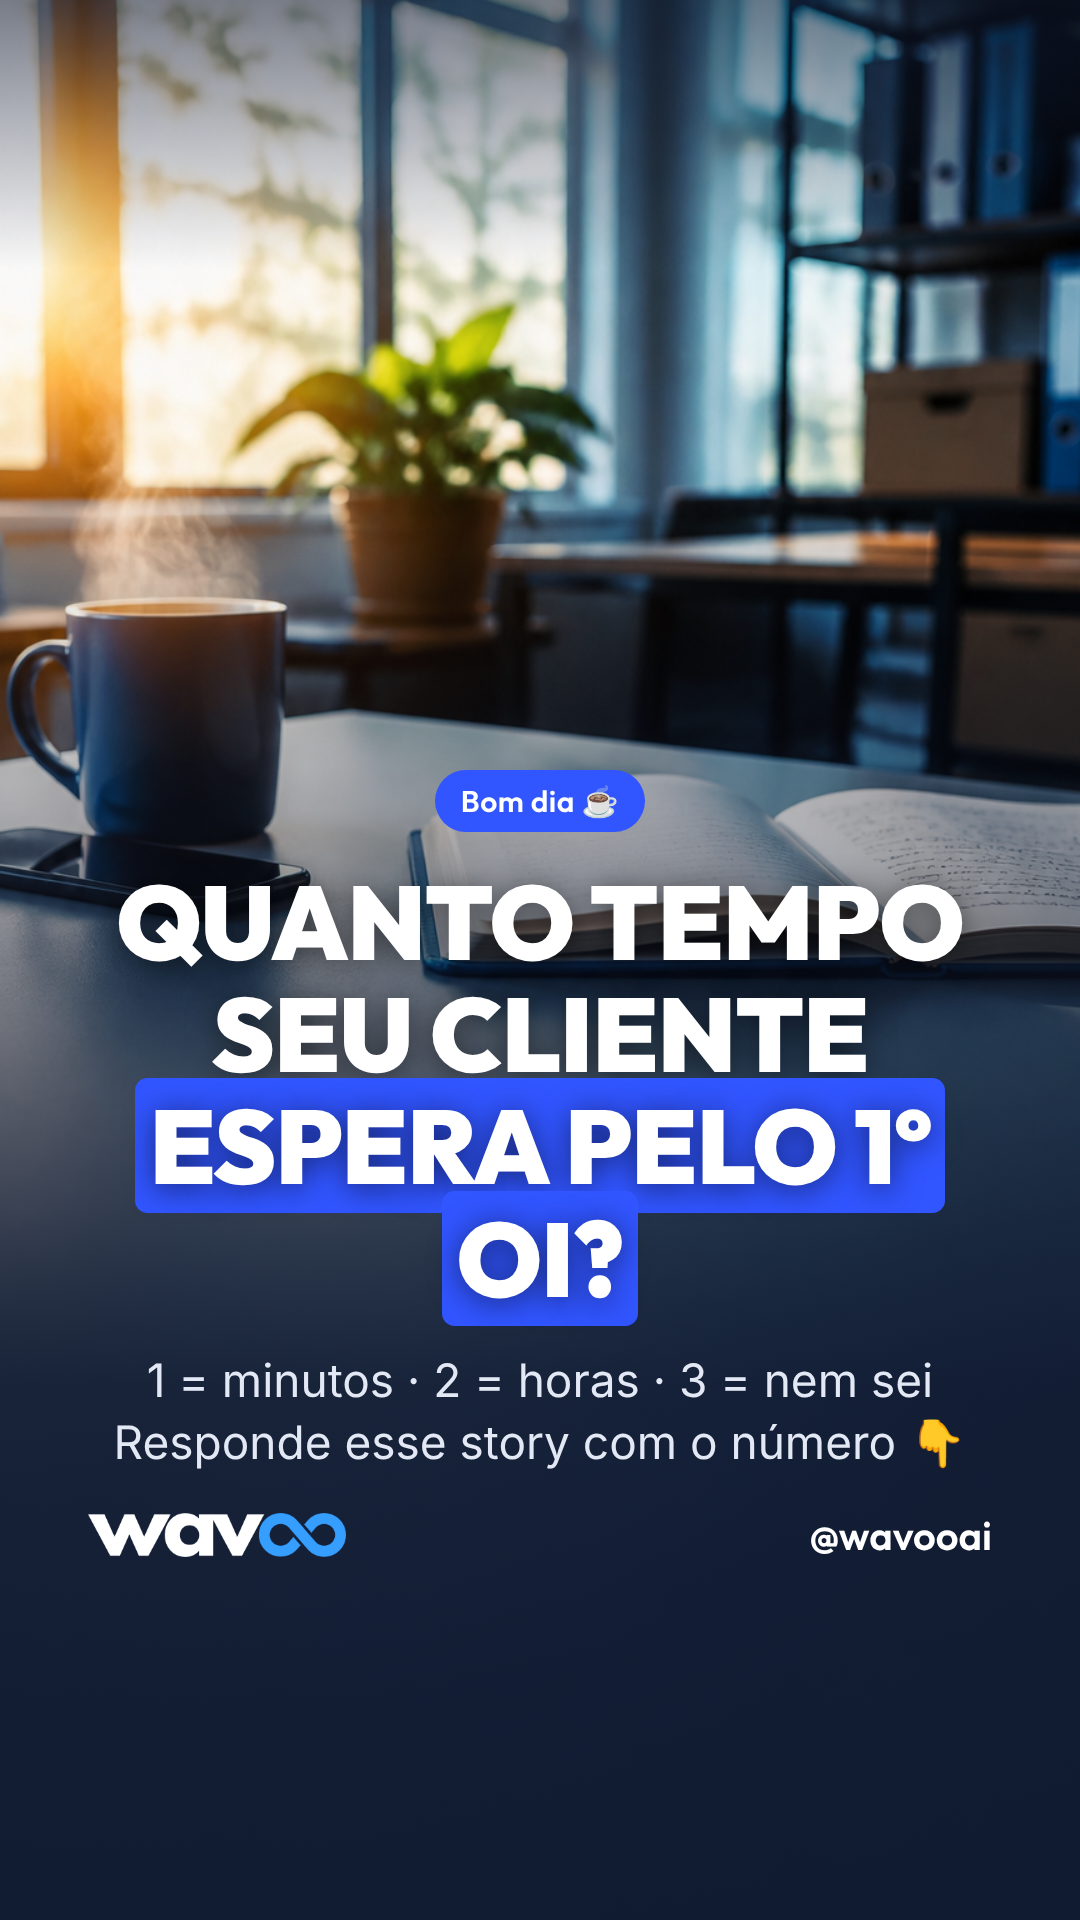 Bom dia ☕
QUANTO TEMPO
SEU CLIENTE
ESPERA PELO 1º
OI?
1 = minutos · 2 = horas · 3 = nem sei
Responde esse story com o número 👇
wavoo
@wavooai